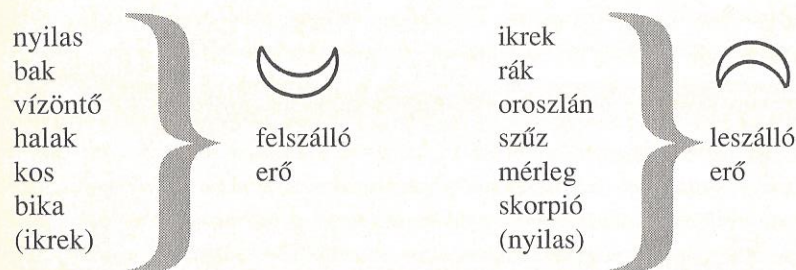 nyilas
bak
vízöntő
halak
kos
bika
(ikrek)
felszálló
erő
ikrek
rák
oroszlán
szűz
mérleg
skorpió
(nyilas)
leszálló
erő